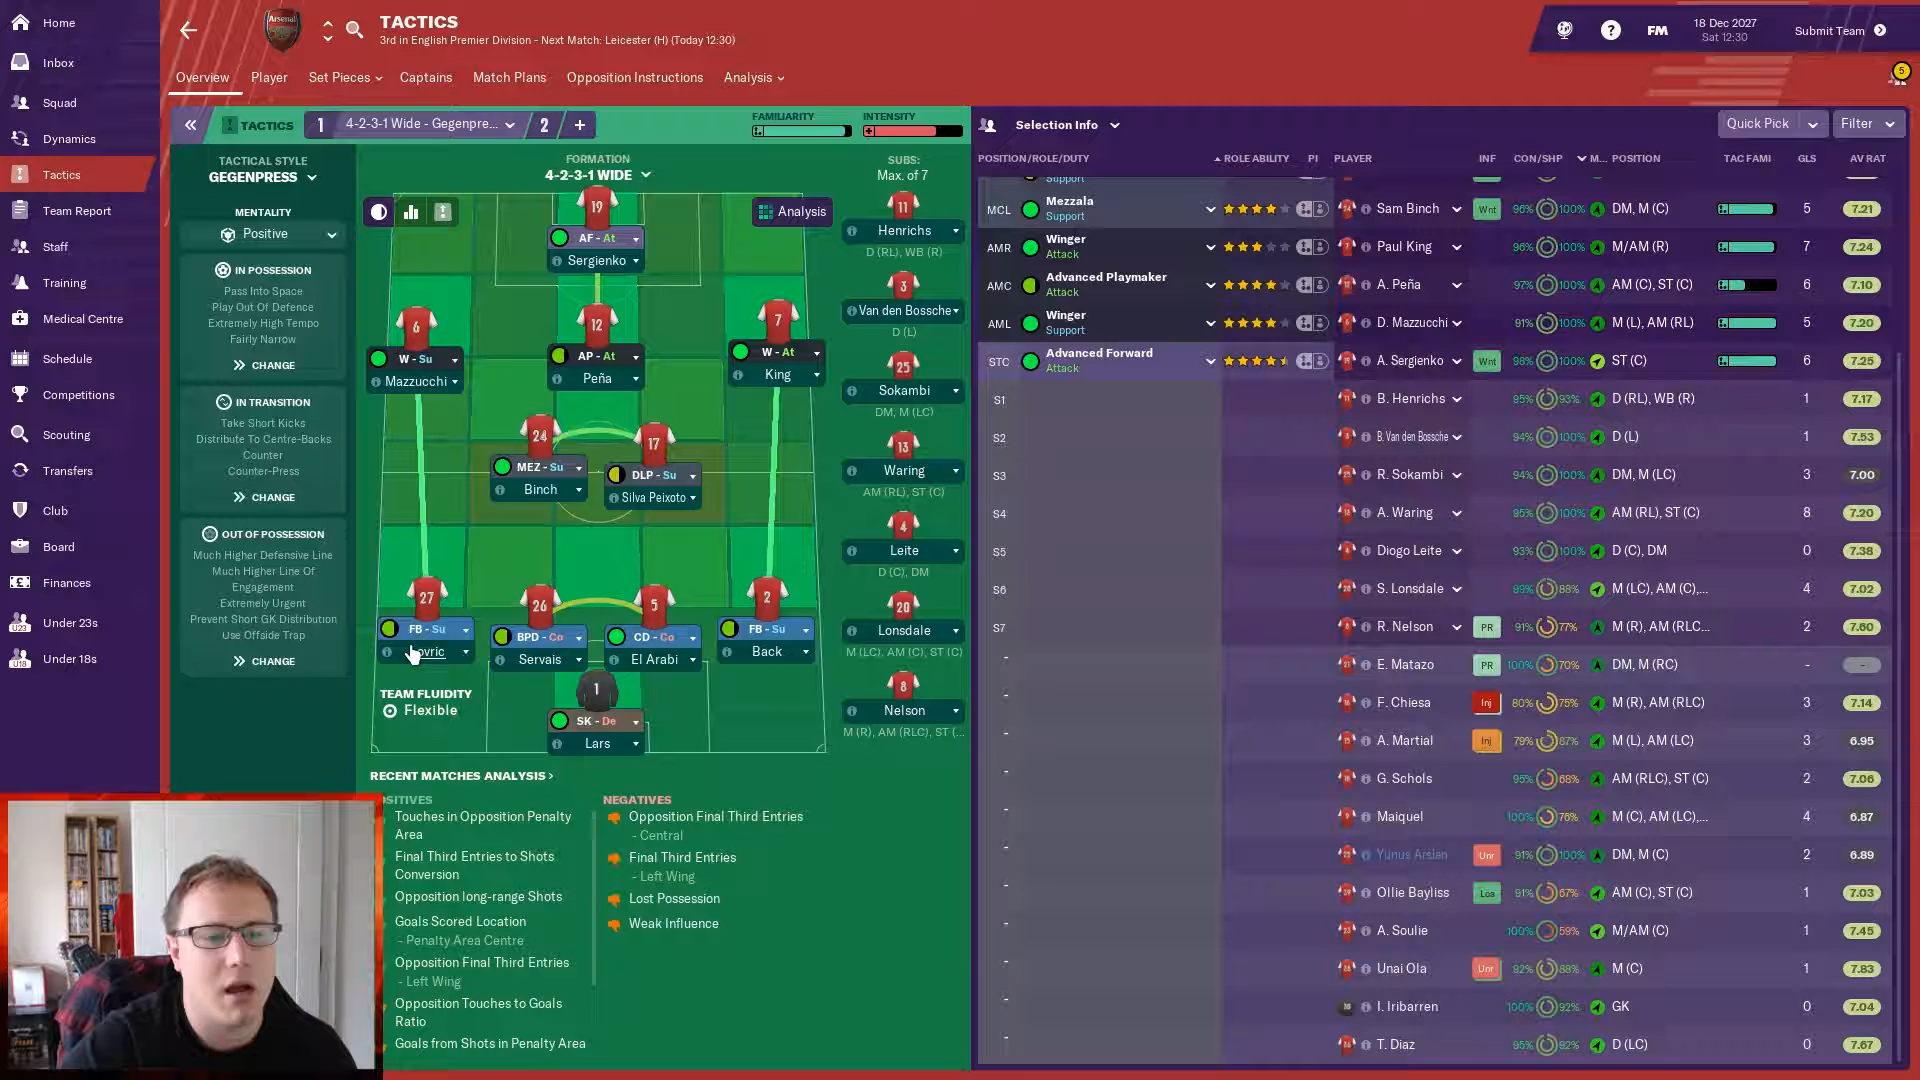 Home
Inbox
Squad
Dynamics
Tactics
Team Report
Staff
Training
Medical Centre
Schedule
Competitions
Scouting
Transfers
Club
Board
Finances
Under 23s
Under 18s
Arsenal
TACTICS
3rd in English Premier Division - Next Match: Leicester (H) (Today 12:30)
FM
18 Dec 2027
Sat 12:30
Submit Team
5
Overview
Player
Set Pieces
Captains
Match Plans
Opposition Instructions
Analysis
TACTICS
1
4-2-3-1 Wide - Gegenpre...
2
+
FAMILIARITY
INTENSITY
TACTICAL STYLE
GEGENPRESS
MENTALITY
Positive
IN POSSESSION
Pass Into Space
Play Out Of Defence
Extremely High Tempo
Fairly Narrow
CHANGE
IN TRANSITION
Take Short Kicks
Distribute To Centre-Backs
Counter
Counter-Press
CHANGE
OUT OF POSSESSION
Much Higher Defensive Line
Much Higher Line Of
Engagement
Extremely Urgent
Prevent Short GK Distribution
Use Offside Trap
CHANGE
FORMATION
4-2-3-1 WIDE
Analysis
19
AF - At
Sergienko
6
W - Su
Mazzucchi
12
AP - At
Peña
7
W - At
King
24
MEZ - Su
Binch
17
DLP - Su
Silva Peixoto
27
FB - Su
Lovric
26
BPD - Co
Servais
5
CD - Co
El Arabi
2
FB - Su
Back
1
SK - De
Lars
TEAM FLUIDITY
Flexible
SUBS:
Max. of 7
11
Henrichs
D (RL), WB (R)
3
Van den Bossche
D (L)
25
Sokambi
DM, M (LC)
13
Waring
AM (RL), ST (C)
4
Leite
D (C), DM
20
Lonsdale
M (LC), AM (C), ST (C)
8
Nelson
M (R), AM (RLC), ST (...
RECENT MATCHES ANALYSIS >
OSITIVES
Touches in Opposition Penalty
Area
Final Third Entries to Shots
Conversion
Opposition long-range Shots
Goals Scored Location
- Penalty Area Centre
Opposition Final Third Entries
- Left Wing
Opposition Touches to Goals
Ratio
Goals from Shots in Penalty Area
NEGATIVES
Opposition Final Third Entries
- Central
Final Third Entries
- Left Wing
Lost Possession
Weak Influence
Selection Info
Quick Pick
Filter
POSITION/ROLE/DUTY ROLE ABILITY PI PLAYER INF CON/SHP M... POSITION TAC FAMI GLS AV RAT
Support
MCL Mezzala Support Sam Binch Wnt 96% 100% DM, M (C) 5 7.21
AMR Winger Attack Paul King 96% 100% M/AM (R) 7 7.24
AMC Advanced Playmaker Attack A. Peña 97% 100% AM (C), ST (C) 6 7.10
AML Winger Support D. Mazzucchi 91% 100% M (L), AM (RL) 5 7.20
STC Advanced Forward Attack A. Sergienko Wnt 98% 100% ST (C) 6 7.25
S1 B. Henrichs 95% 93% D (RL), WB (R) 1 7.17
S2 B. Van den Bossche 94% 100% D (L) 1 7.53
S3 R. Sokambi 94% 100% DM, M (LC) 3 7.00
S4 A. Waring 95% 100% AM (RL), ST (C) 8 7.20
S5 Diogo Leite 93% 100% D (C), DM 0 7.38
S6 S. Lonsdale 99% 88% M (LC), AM (C),... 4 7.02
S7 R. Nelson PR 91% 77% M (R), AM (RLC... 2 7.60
- E. Matazo PR 100% 70% DM, M (RC) - -
- F. Chiesa Inj 80% 75% M (R), AM (RLC) 3 7.14
- A. Martial Inj 79% 87% M (L), AM (LC) 3 6.95
- G. Schols 95% 68% AM (RLC), ST (C) 2 7.06
- Maiquel 100% 76% M (C), AM (LC),... 4 6.87
- Yunus Arslan Unr 91% 100% DM, M (C) 2 6.89
- Ollie Bayliss Loa 91% 67% AM (C), ST (C) 1 7.03
- A. Soulie 100% 59% M/AM (C) 1 7.45
- Unai Ola Unr 92% 88% M (C) 1 7.83
- I. Iribarren 100% 92% GK 0 7.04
- T. Diaz 95% 92% D (LC) 0 7.67